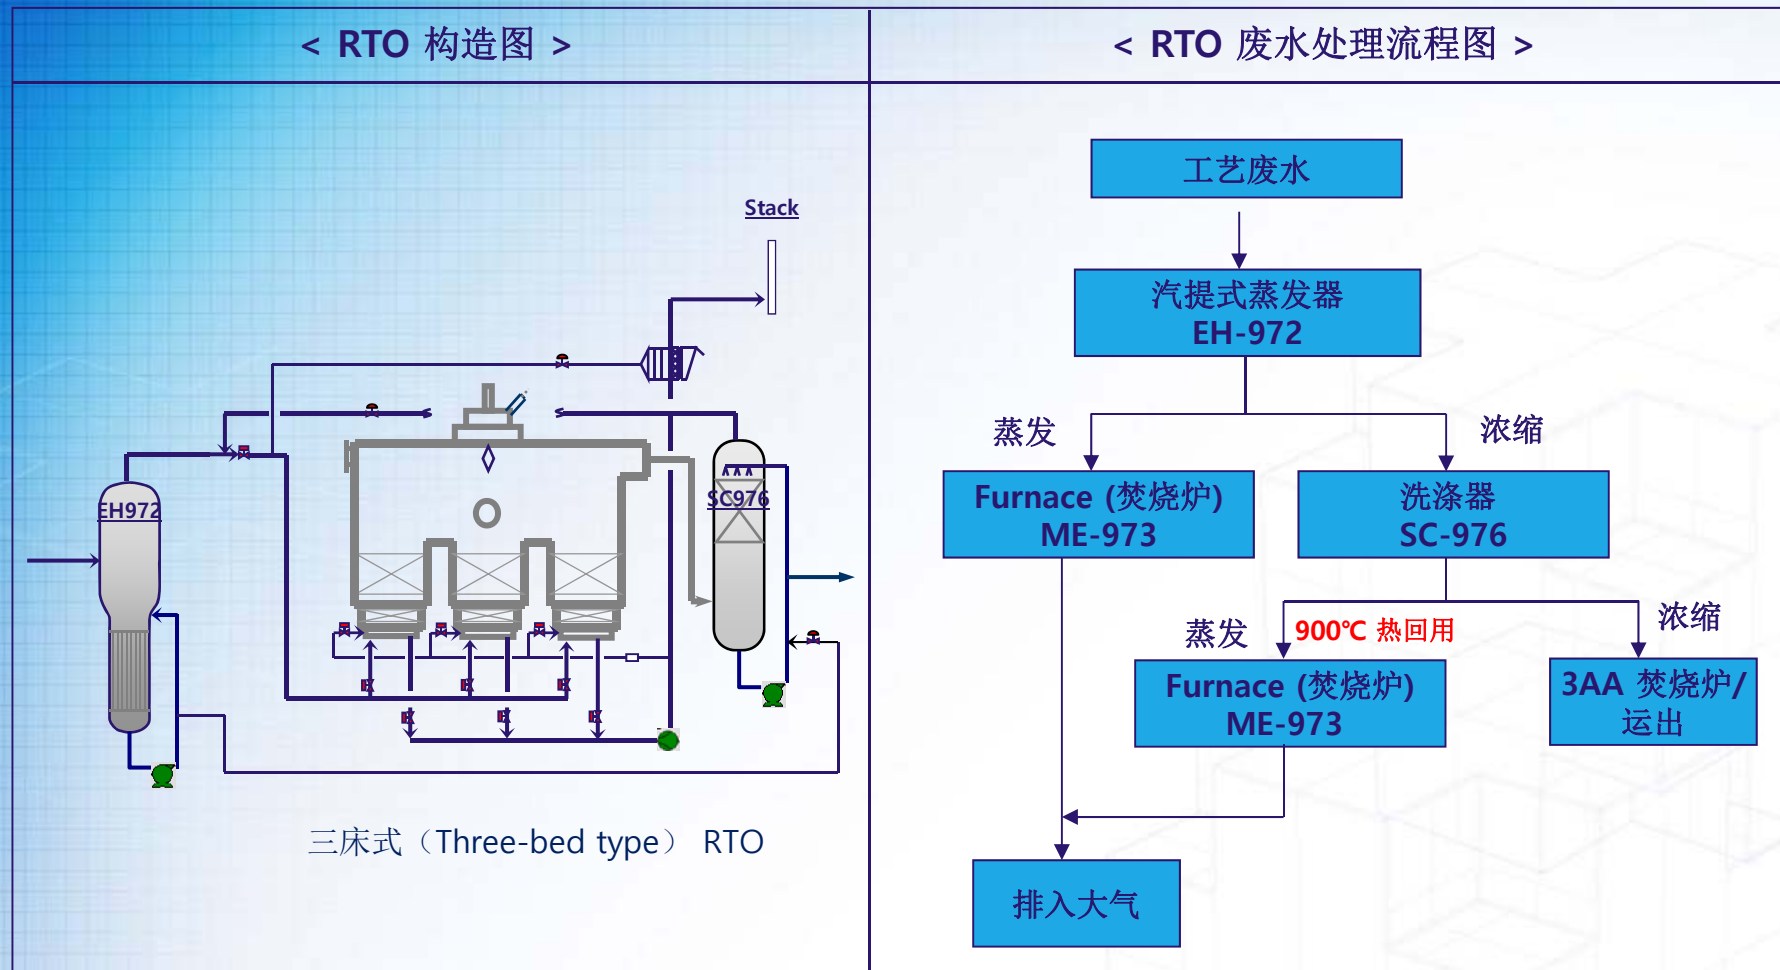 < RTO 构造图 >
Stack
EH972
SC976
三床式（Three-bed type） RTO
< RTO 废水处理流程图 >
工艺废水
汽提式蒸发器
EH-972
蒸发
浓缩
Furnace (焚烧炉)
ME-973
洗涤器
SC-976
蒸发
900℃ 热回用
浓缩
Furnace (焚烧炉)
ME-973
3AA 焚烧炉/
运出
排入大气